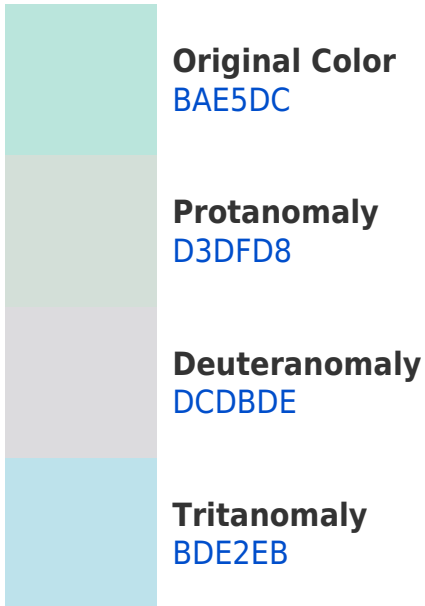 Original Color
BAE5DC
Protanomaly
D3DFD8
Deuteranomaly
DCDBDE
Tritanomaly
BDE2EB